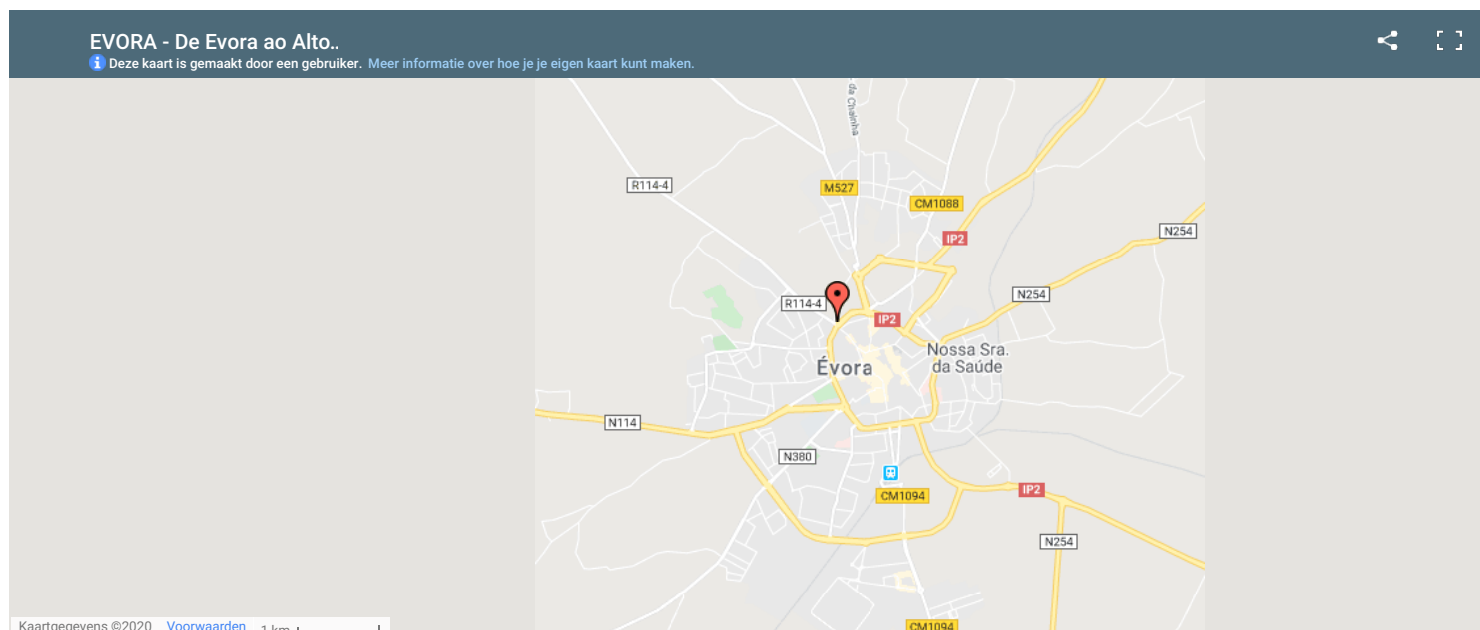 EVORA - De Evora ao Alto..
Deze kaart is gemaakt door een gebruiker. Meer informatie over hoe je je eigen kaart kunt maken.
da Chainha
R114-4
M527
CM1088
N254
IP2
N254
R114-4
IP2
Nossa Sra.
da Saúde
Évora
N114
N380
CM1094
IP2
N254
CM1094
Kaartgegevens ©2020 Voorwaarden 1 km